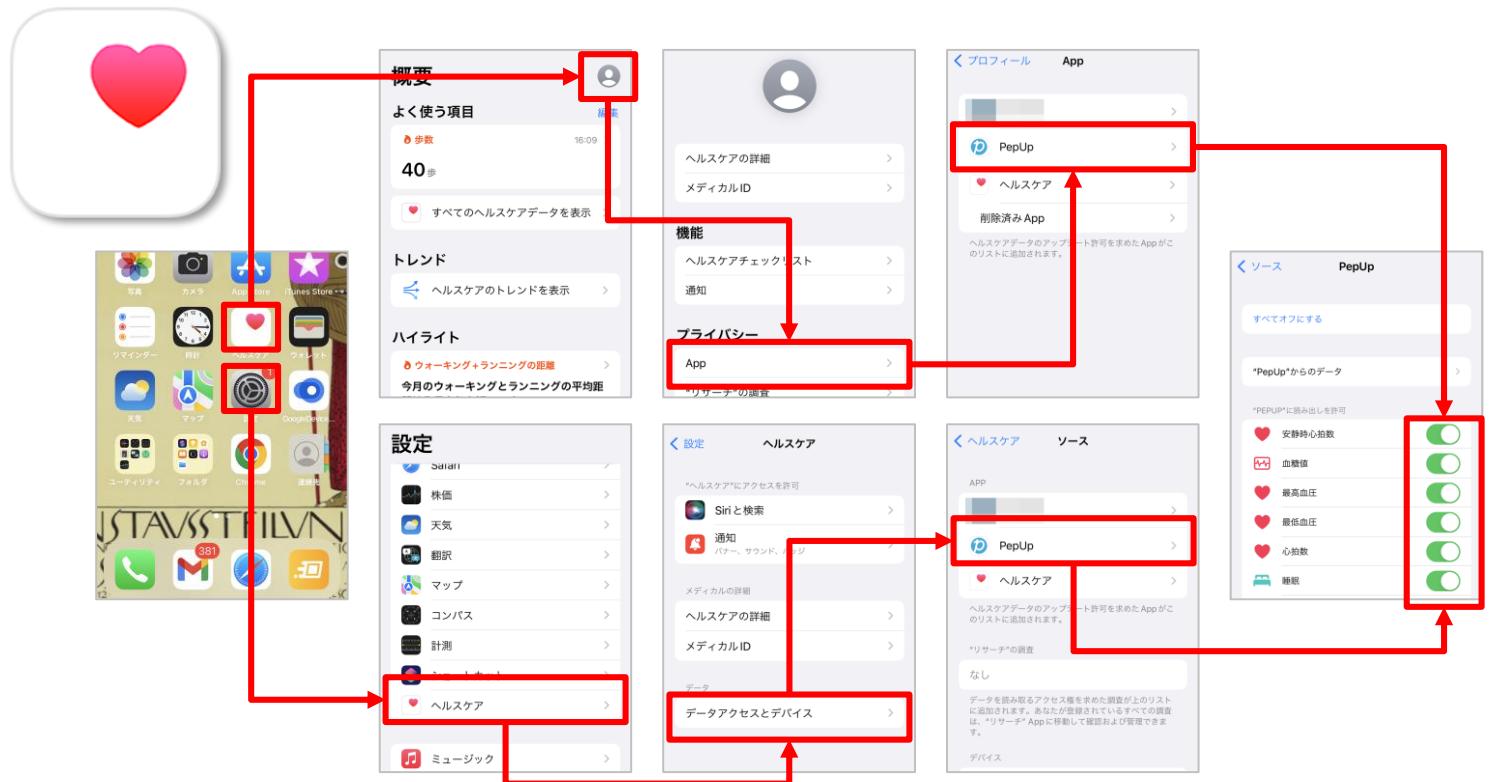 写真
カメラ
App Store
iTunes Store
リマインダー
時計
ヘルスケア
ウォレット
天気
マップ
設定
1
ユーティリティ
フォルダ
Chrome
連絡先
381
概要
よく使う項目
編集
歩数
16:09
40歩
すべてのヘルスケアデータを表示
トレンド
ヘルスケアのトレンドを表示
ハイライト
ウォーキング+ランニングの距離
今月のウォーキングとランニングの平均距
ヘルスケアの詳細
メディカルID
機能
ヘルスケアチェックリスト
通知
プライバシー
App
"リサーチ"の調査
プロフィール
App
PepUp
ヘルスケア
削除済み App
ヘルスケアデータのアップデート許可を求めた App がこ
のリストに追加されます。
設定
Safari
株価
天気
翻訳
マップ
コンパス
計測
ショートカット
ヘルスケア
ミュージック
設定
ヘルスケア
"ヘルスケア"にアクセスを許可
Siri と検索
通知
バナー、サウンド、バッジ
メディカルの詳細
ヘルスケアの詳細
メディカルID
データ
データアクセスとデバイス
ヘルスケア
ソース
APP
PepUp
ヘルスケア
ヘルスケアデータのアップデート許可を求めた App がこ
のリストに追加されます。
"リサーチ"の調査
なし
データを読み取るアクセス権を求めた調査が上のリスト
に追加されます。あなたが登録されているすべての調査
は、"リサーチ" App に移動して確認および管理できま
す。
デバイス
ソース
PepUp
すべてオフにする
"PepUp"からのデータ
"PEPUP"に読み出しを許可
安静時心拍数
血糖値
最高血圧
最低血圧
心拍数
睡眠